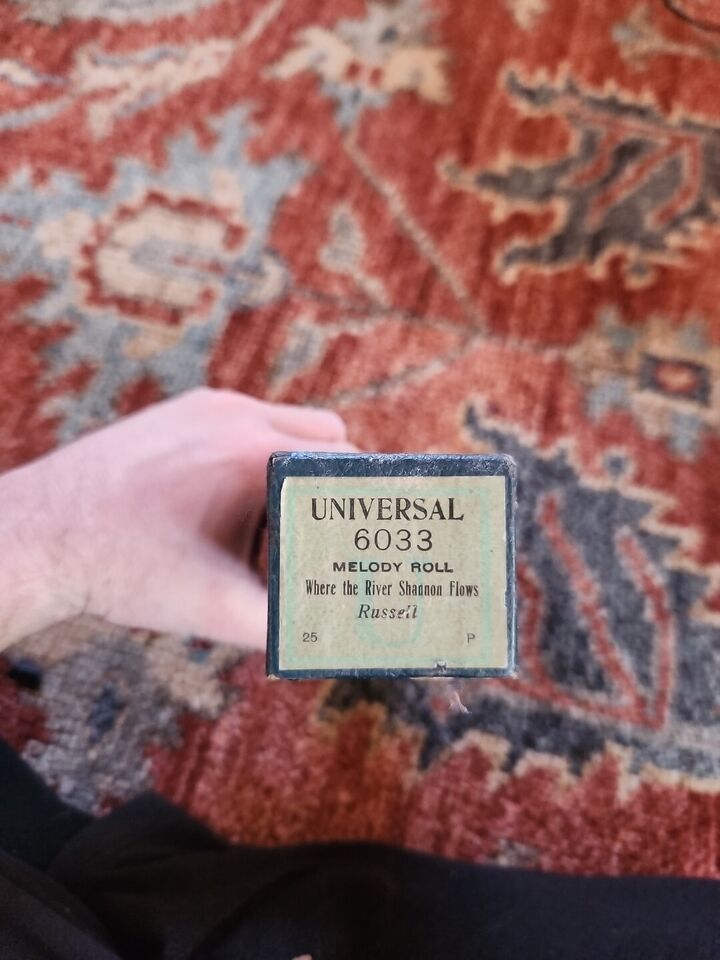 UNIVERSAL
6033
MELODY ROLL
Where the River Shannon Flows
Russell
25 P